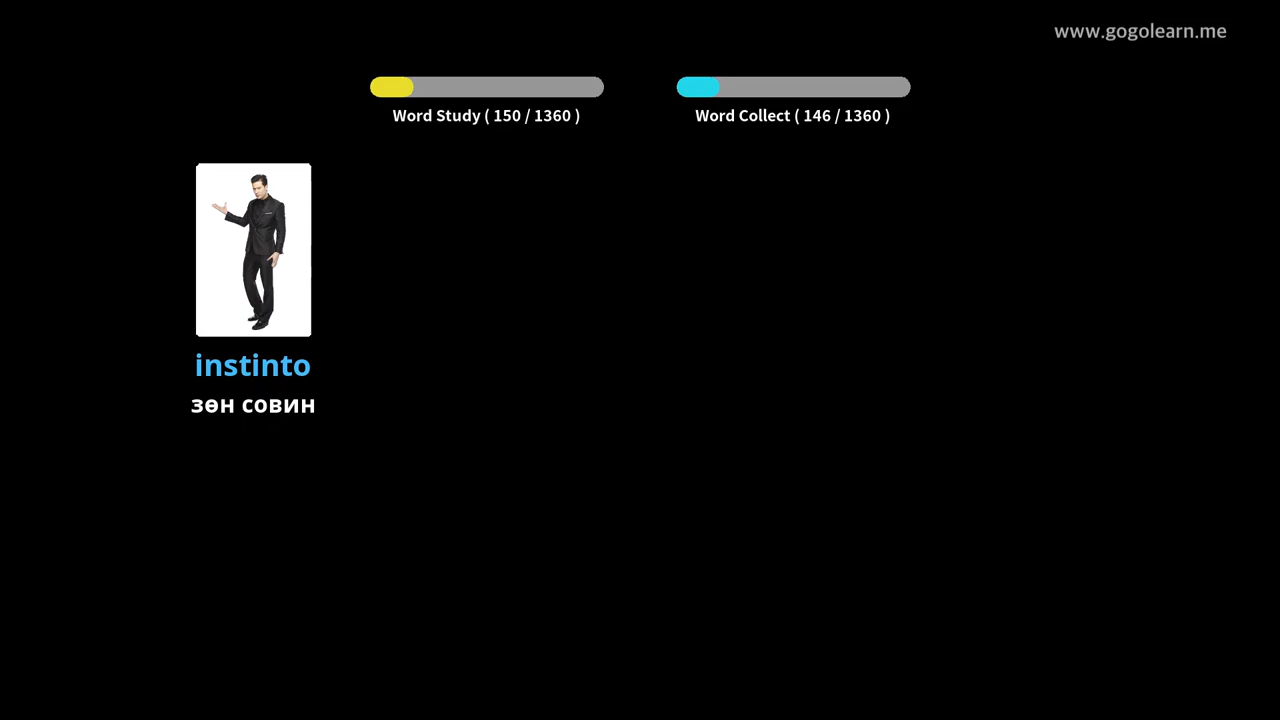 www.gogolearn.me
Word Study ( 150 / 1360 )
Word Collect ( 146 / 1360 )
instinto
зөн совин